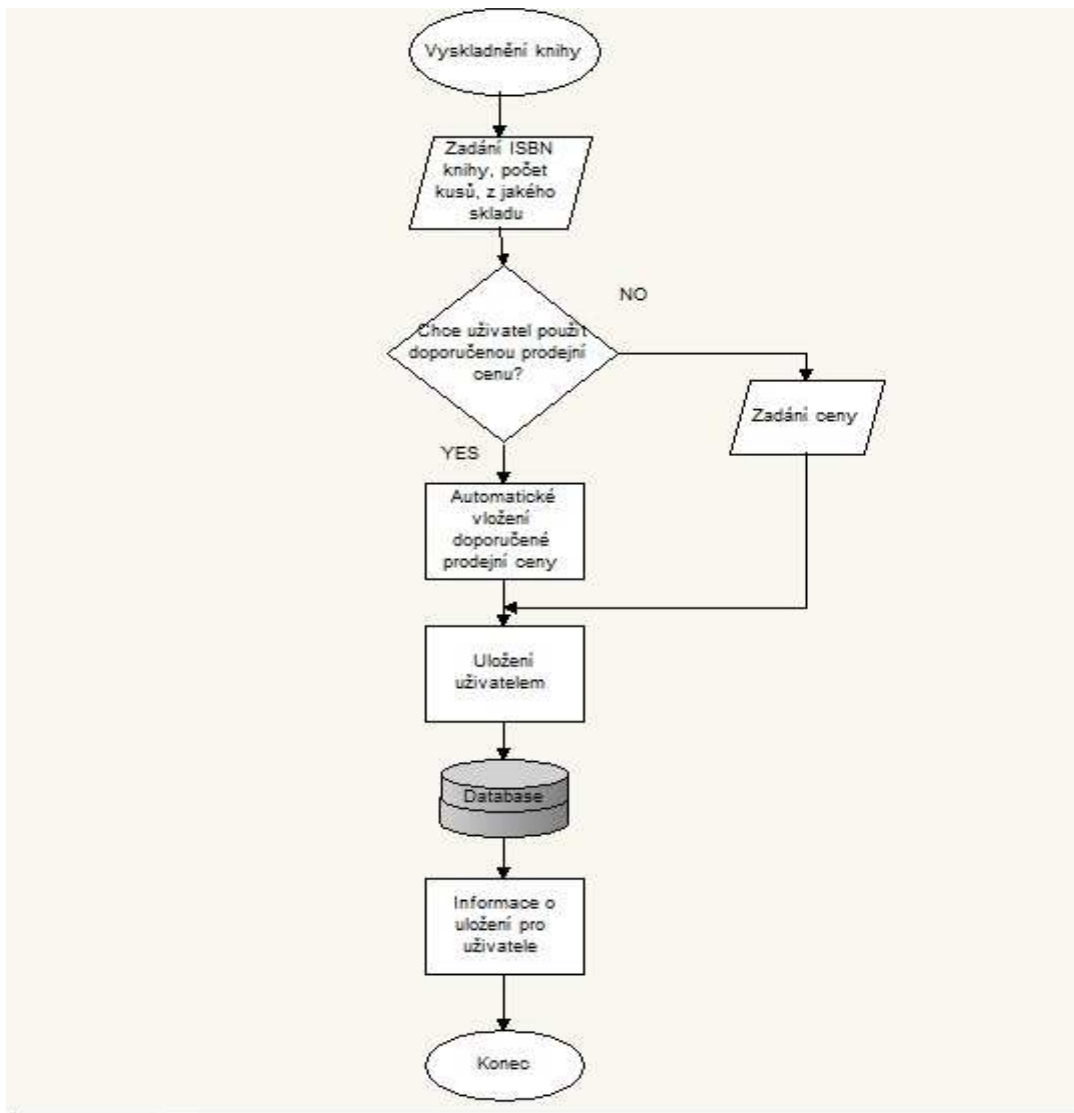 Vyskladnění knihy
Zadání ISBN
knihy, počet
kusů, z jakého
skladu
NO
Chce uživatel použít
doporučenou prodejní
cenu?
Zadání ceny
YES
Automatické
vložení
doporučené
prodejní ceny
Uložení
uživatelem
Database
Informace o
uložení pro
uživatele
Konec